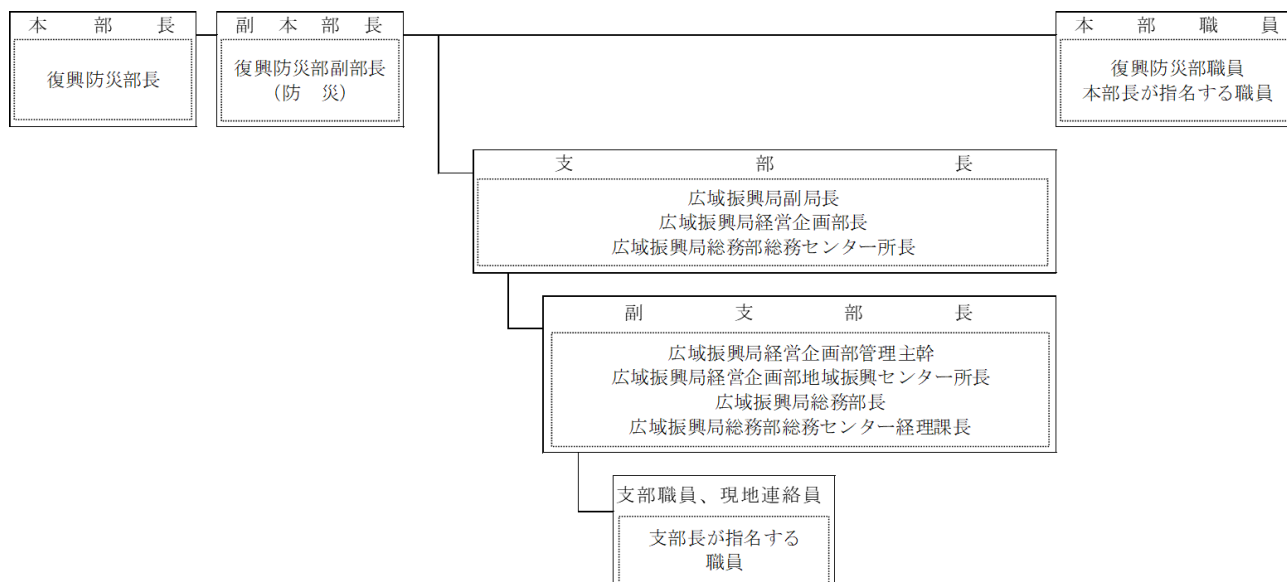 本部長
復興防災部長
副本部長
復興防災部副部長
（防 災）
本部職員
復興防災部職員
本部長が指名する職員
支部長
広域振興局副局長
広域振興局経営企画部長
広域振興局総務部総務センター所長
副支部長
広域振興局経営企画部管理主幹
広域振興局経営企画部地域振興センター所長
広域振興局総務部長
広域振興局総務部総務センター経理課長
支部職員、現地連絡員
支部長が指名する
職員